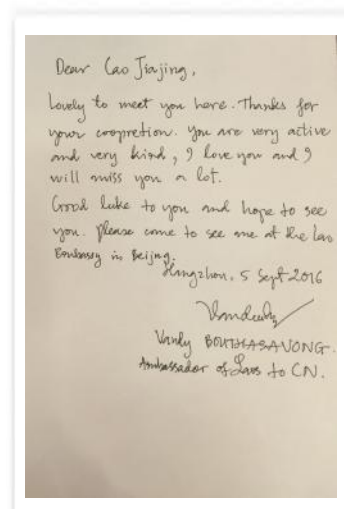 Dear Cao Jiajing,
Lovely to meet you here. Thanks for
your coopretion. You are very active
and very kind, I love you and I
will miss you a lot.
Good luke to you and hope to see
you. please come to see me at the Lao
Embassy in Beijng.
Hangzhou, 5 Sept 2016
Vandy BOUTHASAVONG.
Ambassador of Laos to CN.